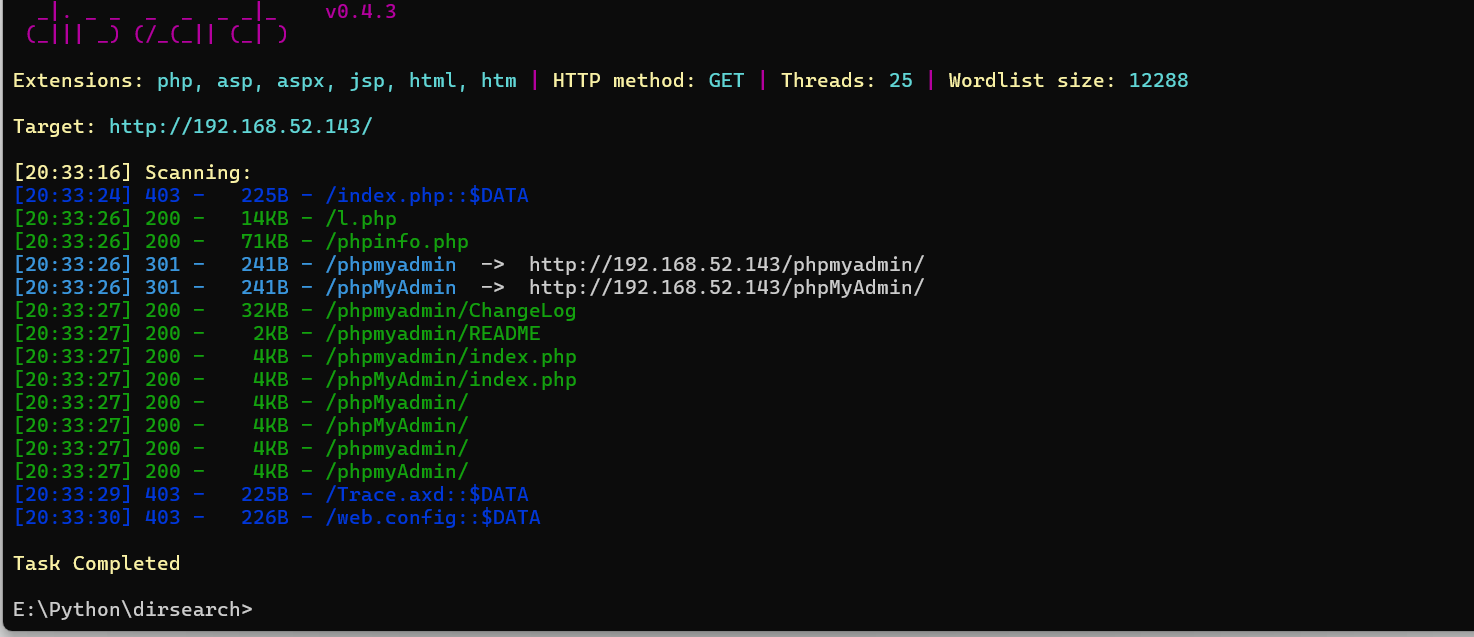 _|. _ _  _  _  _ _|_    v0.4.3
(_||| _) (/_(_|| (_| )
Extensions: php, asp, aspx, jsp, html, htm | HTTP method: GET | Threads: 25 | Wordlist size: 12288
Target: http://192.168.52.143/
[20:33:16] Scanning:
[20:33:24] 403 -   225B - /index.php::$DATA
[20:33:26] 200 -   14KB - /l.php
[20:33:26] 200 -   71KB - /phpinfo.php
[20:33:26] 301 -   241B - /phpmyadmin  ->  http://192.168.52.143/phpmyadmin/
[20:33:26] 301 -   241B - /phpMyAdmin  ->  http://192.168.52.143/phpMyAdmin/
[20:33:27] 200 -   32KB - /phpmyadmin/ChangeLog
[20:33:27] 200 -    2KB - /phpmyadmin/README
[20:33:27] 200 -    4KB - /phpmyadmin/index.php
[20:33:27] 200 -    4KB - /phpMyAdmin/index.php
[20:33:27] 200 -    4KB - /phpMyadmin/
[20:33:27] 200 -    4KB - /phpMyAdmin/
[20:33:27] 200 -    4KB - /phpmyadmin/
[20:33:27] 200 -    4KB - /phpmyAdmin/
[20:33:29] 403 -   225B - /Trace.axd::$DATA
[20:33:30] 403 -   226B - /web.config::$DATA
Task Completed
E:\Python\dirsearch>